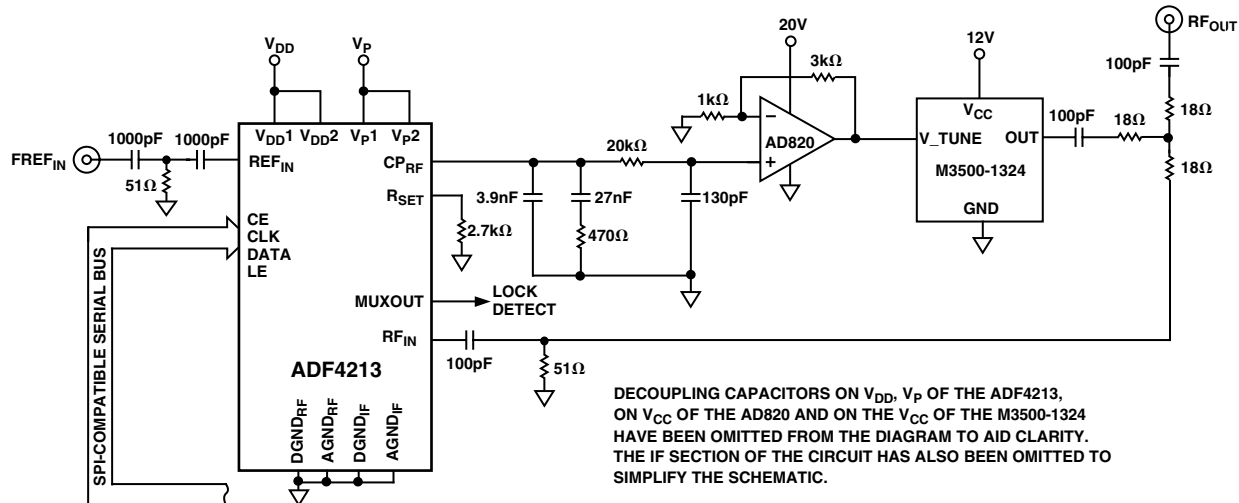 RF_OUT
V_DD
V_P
20V
12V
100pF
3kΩ
1kΩ
V_CC
18Ω
1000pF
1000pF
V_DD1 V_DD2 V_P1 V_P2
AD820
V_TUNE OUT
100pF
18Ω
FREF_IN
REF_IN
CP_RF
20kΩ
M3500-1324
18Ω
51Ω
R_SET
3.9nF
27nF
130pF
GND
CE
CLK
DATA
LE
2.7kΩ
470Ω
SPI-COMPATIBLE SERIAL BUS
MUXOUT
LOCK
DETECT
RF_IN
100pF
51Ω
ADF4213
DGND_RF
AGND_RF
DGND_IF
AGND_IF
DECOUPLING CAPACITORS ON V_DD, V_P OF THE ADF4213,
ON V_CC OF THE AD820 AND ON THE V_CC OF THE M3500-1324
HAVE BEEN OMITTED FROM THE DIAGRAM TO AID CLARITY.
THE IF SECTION OF THE CIRCUIT HAS ALSO BEEN OMITTED TO
SIMPLIFY THE SCHEMATIC.